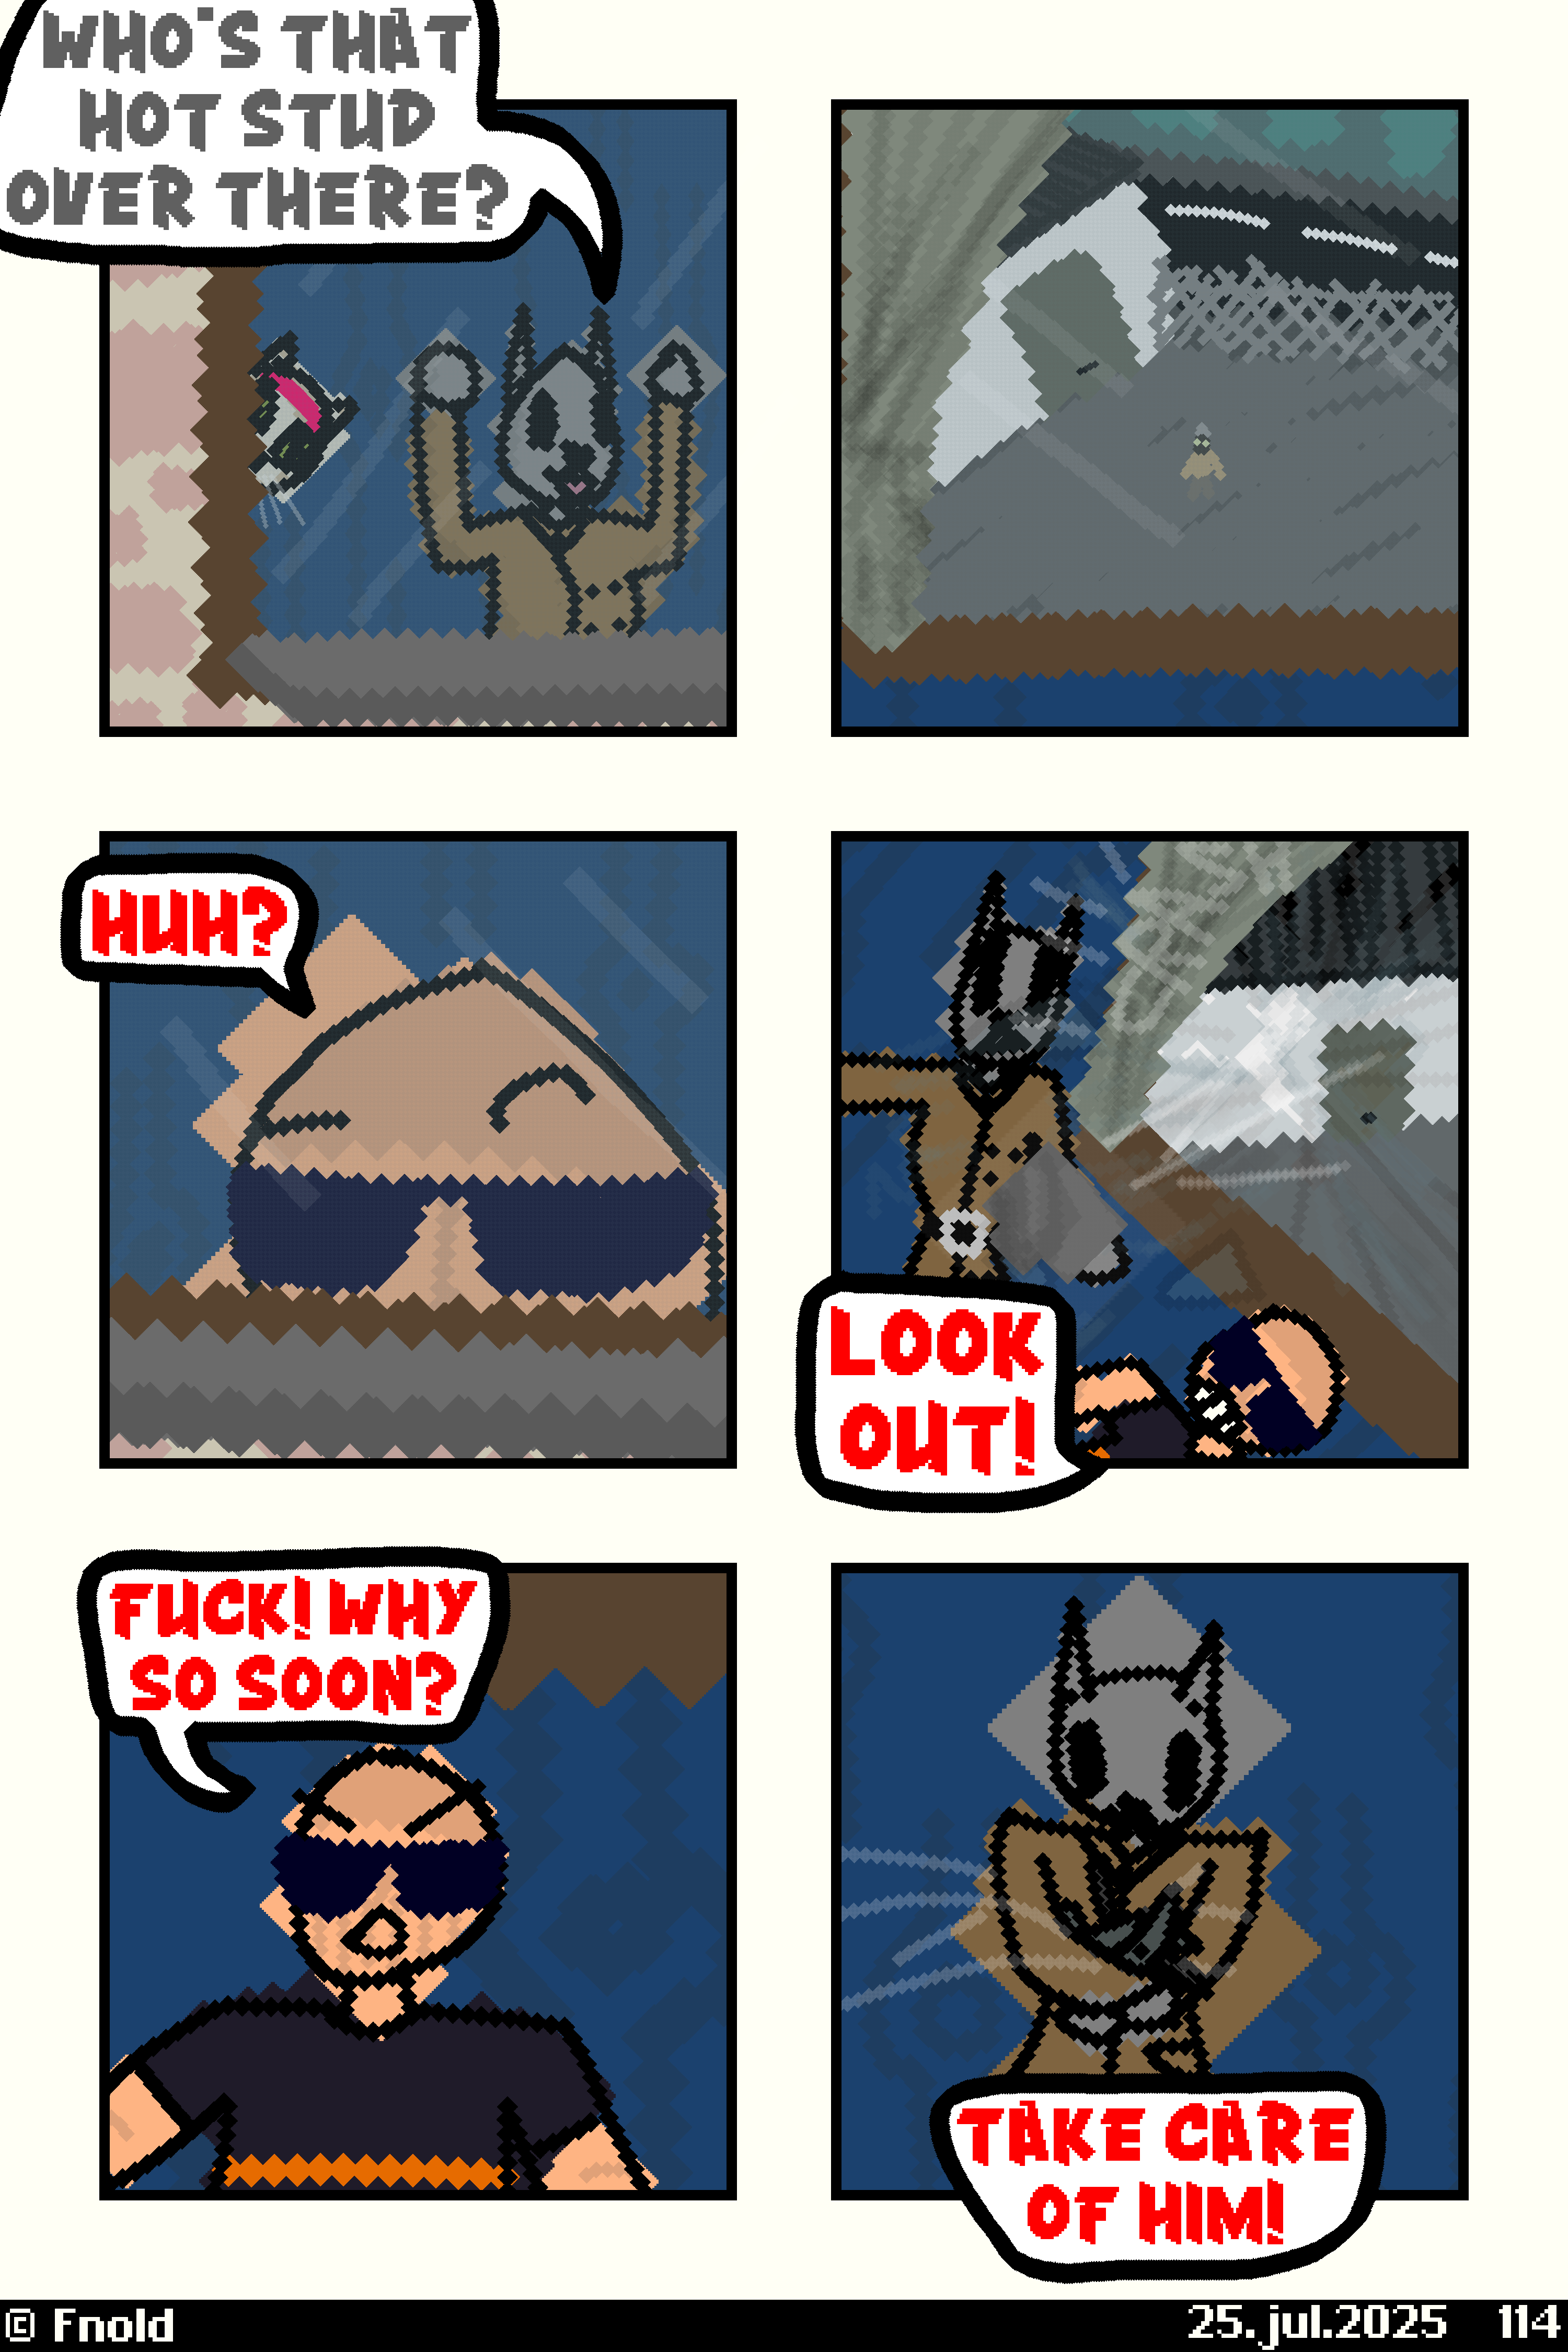 WHO'S THAT
HOT STUD
OVER THERE?
HUH?
LOOK
OUT!
FUCK! WHY
SO SOON?
TAKE CARE
OF HIM!
© Fnold
25.jul.2025 114